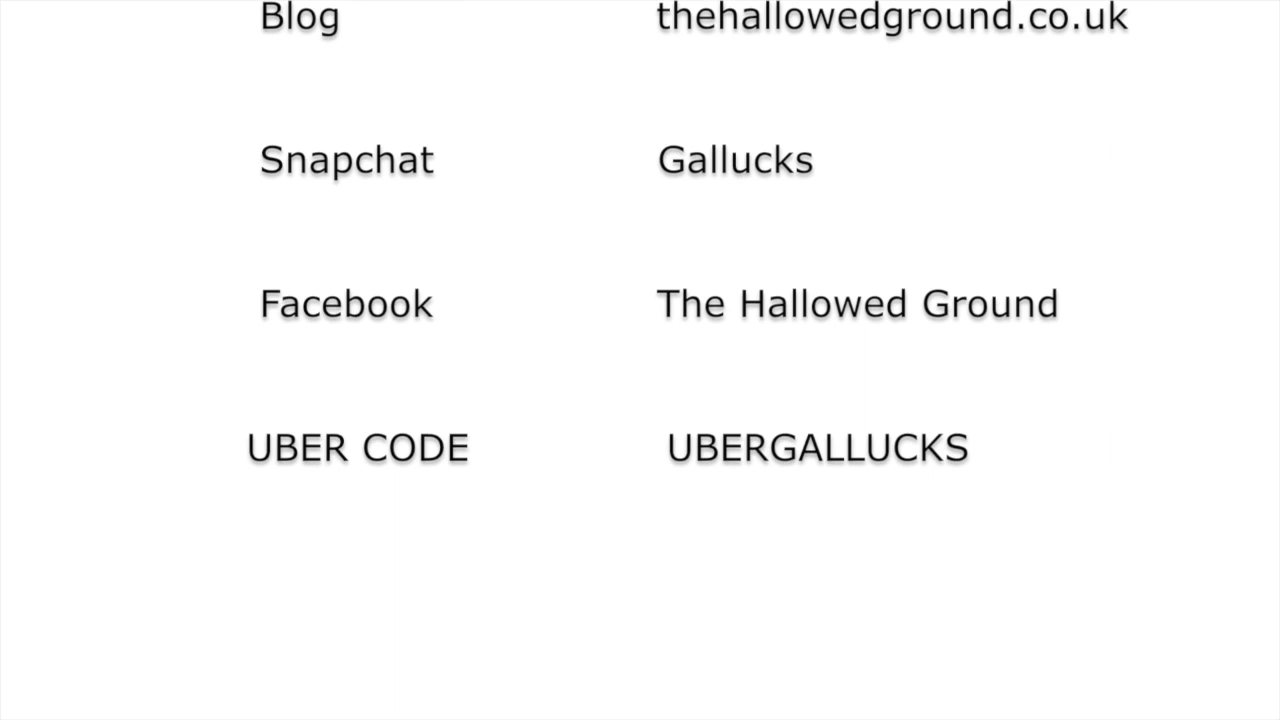 Blog thehallowedground.co.uk
Snapchat Gallucks
Facebook The Hallowed Ground
UBER CODE UBERGALLUCKS